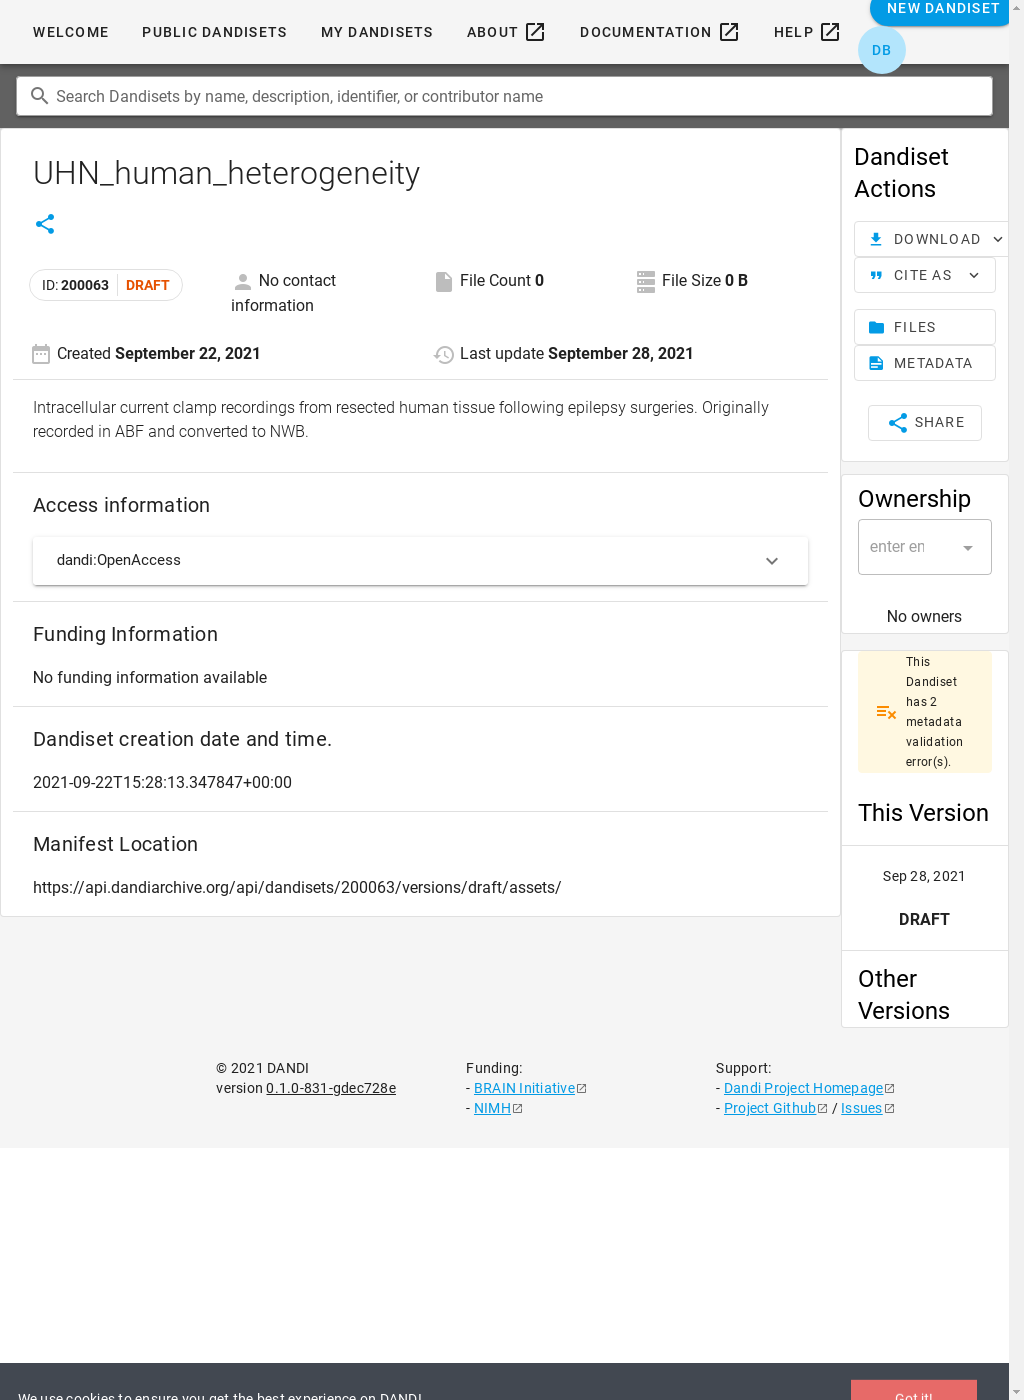 WELCOME PUBLIC DANDISETS MY DANDISETS ABOUT DOCUMENTATION HELP NEW DANDISET
DB
Search Dandisets by name, description, identifier, or contributor name
UHN_human_heterogeneity
ID: 200063 DRAFT
No contact
information
File Count 0
File Size 0 B
Created September 22, 2021
Last update September 28, 2021
Intracellular current clamp recordings from resected human tissue following epilepsy surgeries. Originally
recorded in ABF and converted to NWB.
Access information
dandi:OpenAccess
Funding Information
No funding information available
Dandiset creation date and time.
2021-09-22T15:28:13.347847+00:00
Manifest Location
https://api.dandiarchive.org/api/dandisets/200063/versions/draft/assets/
Dandiset
Actions
DOWNLOAD
CITE AS
FILES
METADATA
SHARE
Ownership
enter en
No owners
This
Dandiset
has 2
metadata
validation
error(s).
This Version
Sep 28, 2021
DRAFT
Other
Versions
© 2021 DANDI
version 0.1.0-831-gdec728e
Funding:
- BRAIN Initiative
- NIMH
Support:
- Dandi Project Homepage
- Project Github / Issues
We use cookies to ensure you get the best experience on DANDI.
Got it!